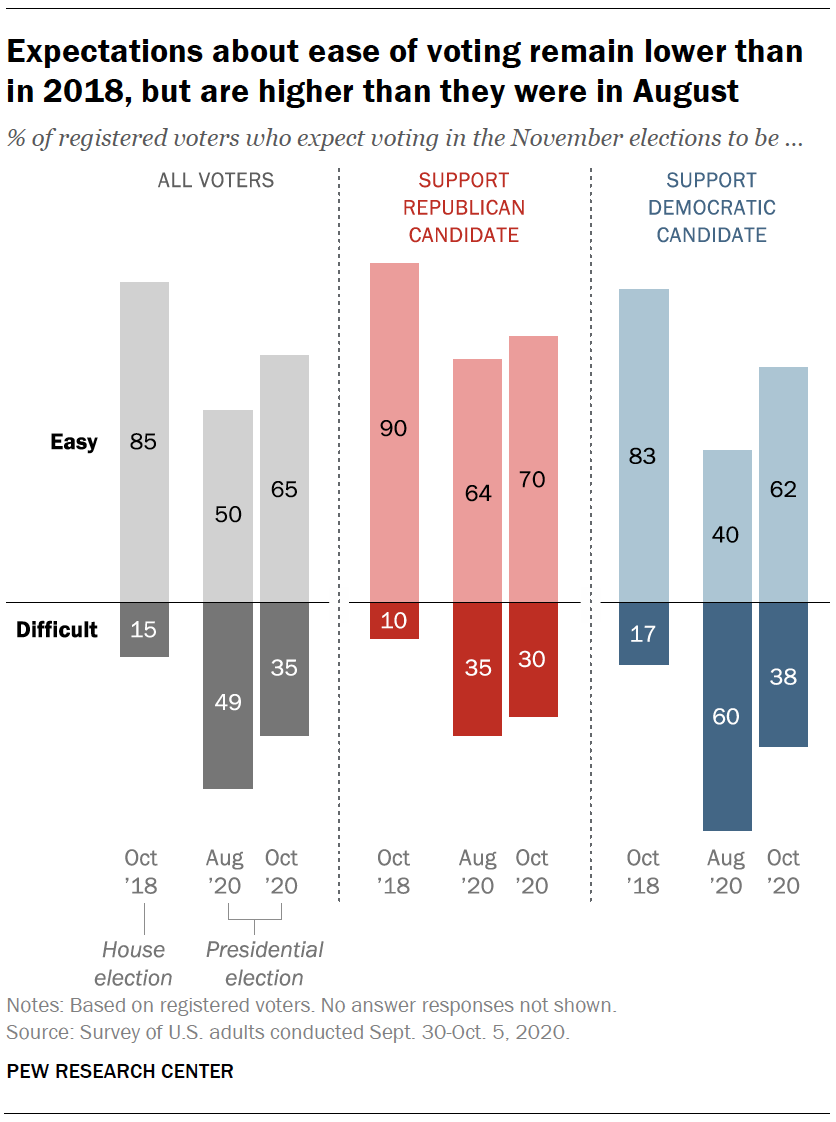 Expectations about ease of voting remain lower than
in 2018, but are higher than they were in August
% of registered voters who expect voting in the November elections to be ...
ALL VOTERS
SUPPORT
REPUBLICAN
CANDIDATE
SUPPORT
DEMOCRATIC
CANDIDATE
Easy
85
50
65
90
64
70
83
40
62
Difficult
15
49
35
10
35
30
17
60
38
Oct
'18
Aug
'20
Oct
'20
Oct
'18
Aug
'20
Oct
'20
Oct
'18
Aug
'20
Oct
'20
House
election
Presidential
election
Notes: Based on registered voters. No answer responses not shown.
Source: Survey of U.S. adults conducted Sept. 30-Oct. 5, 2020.
PEW RESEARCH CENTER